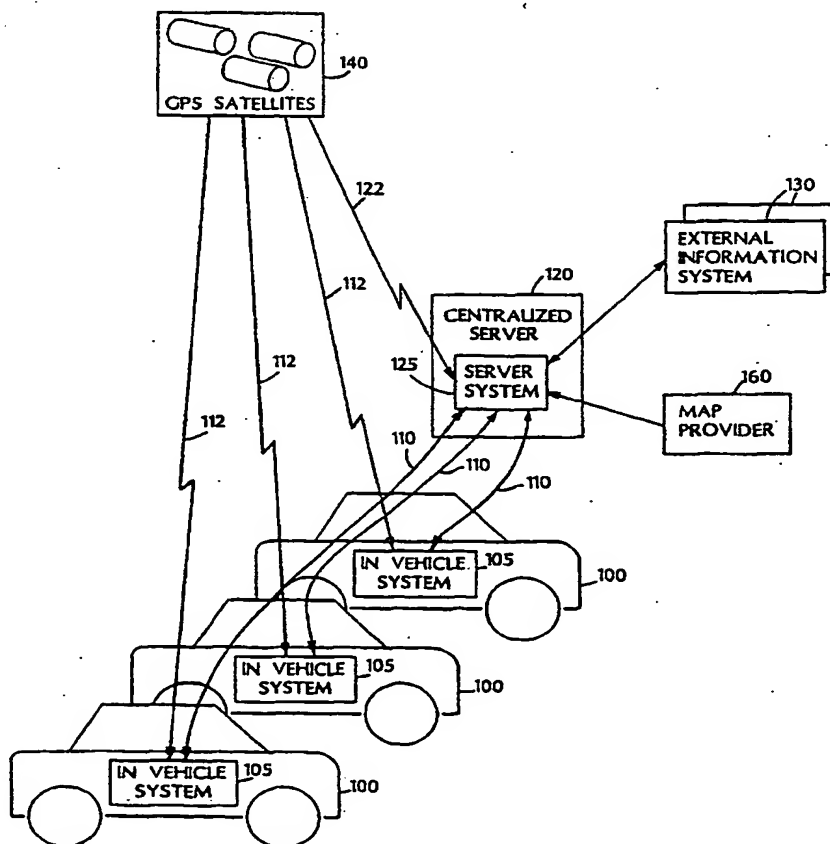 140
GPS SATELLITES
122
130
EXTERNAL
INFORMATION
SYSTEM
112
120
CENTRALIZED
SERVER
125
SERVER
SYSTEM
160
MAP
PROVIDER
112
112
110
110
110
IN VEHICLE
SYSTEM
105
100
IN VEHICLE
SYSTEM
105
100
IN VEHICLE
SYSTEM
105
100